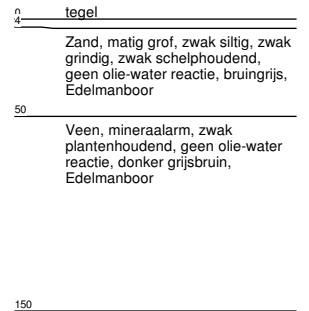 0 tegel
4
Zand, matig grof, zwak siltig, zwak
grindig, zwak schelphoudend,
geen olie-water reactie, bruingrijs,
Edelmanboor
50
Veen, mineraalarm, zwak
plantenhoudend, geen olie-water
reactie, donker grijsbruin,
Edelmanboor
150